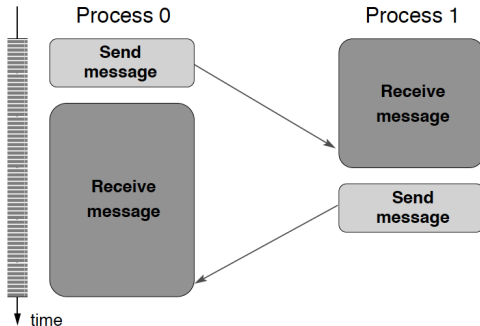 Process 0
Process 1
Send
message
Receive
message
Receive
message
Send
message
time